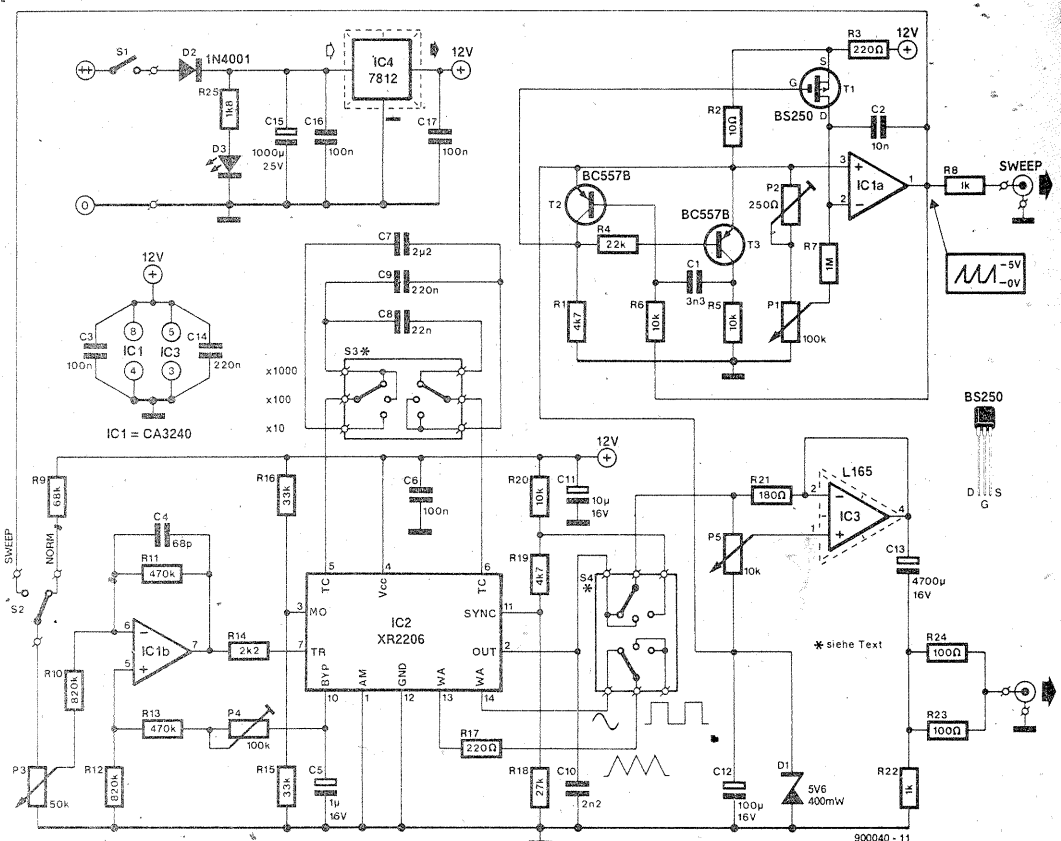 S1
D2
1N4001
IC4
7812
12V
R25
1k8
D3
C15
1000µ
25V
C16
100n
C17
100n
++
0
R3
220Ω
12V
S
G
T1
D
BS250
R2
10Ω
C2
10n
BC557B
T2
BC557B
T3
R4
22k
P2
250Ω
3
+
IC1a
1
2
−
R8
1k
SWEEP
R7
1M
C1
3n3
R1
4k7
R6
10k
R5
10k
P1
100k
−5V
−0V
C7
2µ2
C9
220n
C8
22n
12V
C3
100n
8
IC1
4
5
IC3
3
C14
220n
IC1 = CA3240
S3*
x1000
x100
x10
BS250
D
G
S
12V
R9
68k
R16
33k
C6
100n
R20
10k
C11
10µ
16V
R21
180Ω
L165
2
−
IC3
4
1
+
P5
10k
C13
4700µ
16V
C4
68p
R11
470k
SWEEP
NORM
S2
6
−
IC1b
7
5
+
R14
2k2
R10
820k
R13
470k
P4
100k
P3
50k
R12
820k
R15
33k
C5
1µ
16V
5
TC
4
Vcc
6
TC
3
MO
IC2
XR2206
SYNC
11
7
TR
OUT
2
BYP
AM
GND
WA
WA
10
1
12
13
14
R19
4k7
S4
*
R17
220Ω
R18
27k
C10
2n2
* siehe Text
R24
100Ω
R23
100Ω
R22
1k
C12
100µ
16V
D1
5V6
400mW
900040 - 11